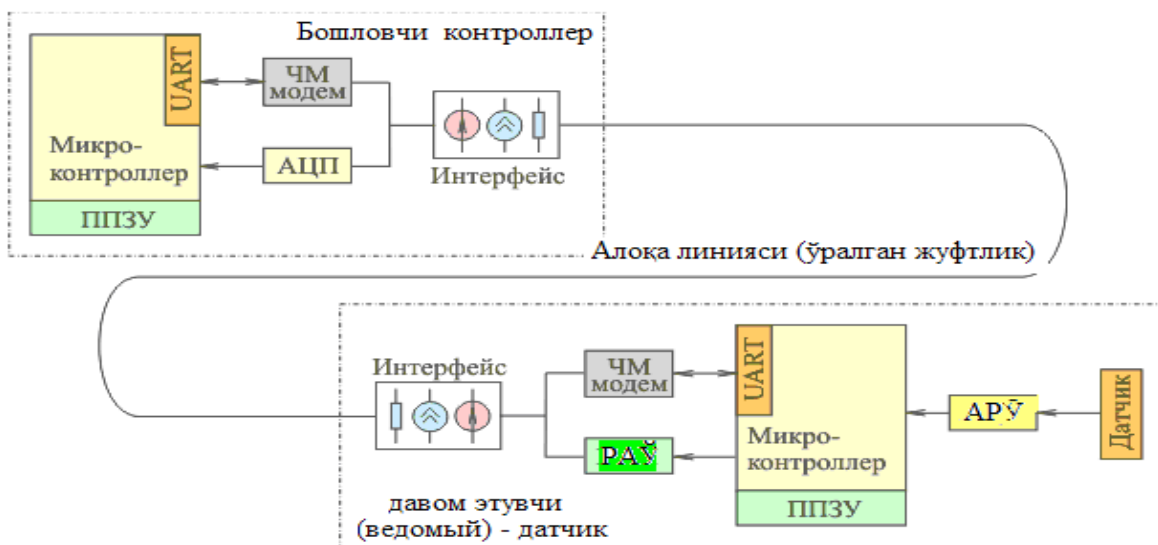 Бошловчи контроллер
UART
ЧМ
модем
Микро-
контроллер
АЦП
ППЗУ
Интерфейс
Алоқа линияси (ўралган жуфтлик)
Интерфейс
ЧМ
модем
UART
Микро-
контроллер
РАЎ
ППЗУ
АРЎ
Датчик
давом этувчи
(ведомый) - датчик